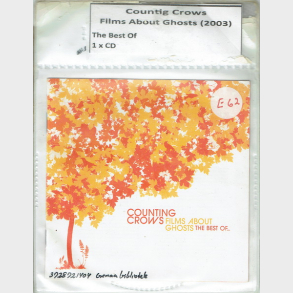 Countig Crows
Films About Ghosts (2003)
The Best Of
1 x CD
E 62
COUNTING
CROWS FILMS ABOUT
GHOSTS THE BEST OF.